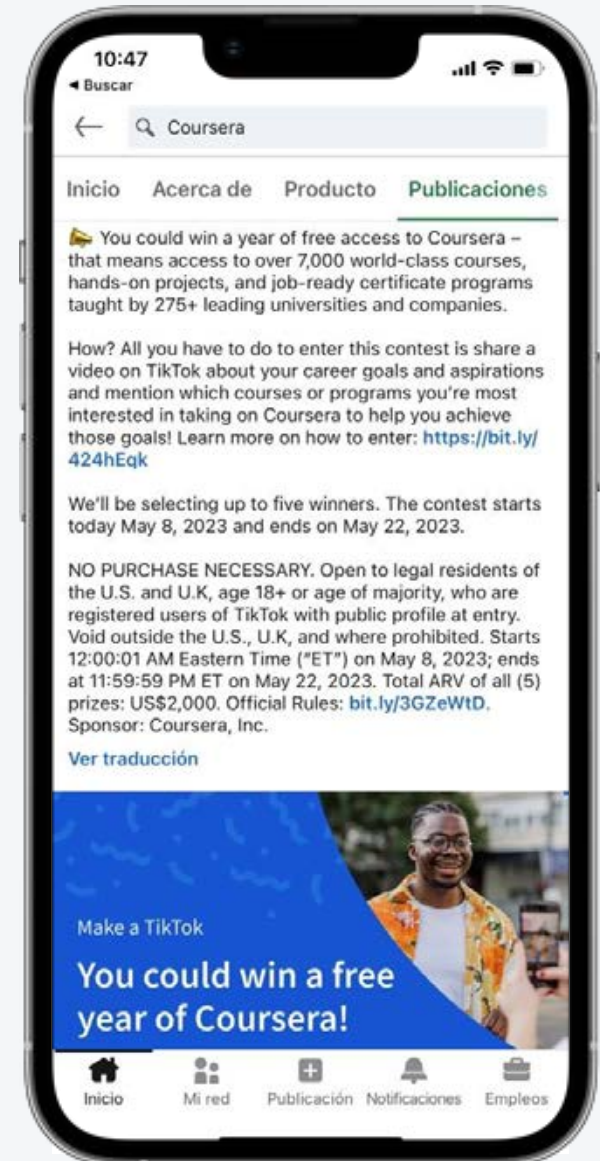 10:47
◄ Buscar
Coursera
Inicio Acerca de Producto Publicaciones
📣 You could win a year of free access to Coursera –
that means access to over 7,000 world-class courses,
hands-on projects, and job-ready certificate programs
taught by 275+ leading universities and companies.
How? All you have to do to enter this contest is share a
video on TikTok about your career goals and aspirations
and mention which courses or programs you're most
interested in taking on Coursera to help you achieve
those goals! Learn more on how to enter: https://bit.ly/
424hEqk
We'll be selecting up to five winners. The contest starts
today May 8, 2023 and ends on May 22, 2023.
NO PURCHASE NECESSARY. Open to legal residents of
the U.S. and U.K, age 18+ or age of majority, who are
registered users of TikTok with public profile at entry.
Void outside the U.S., U.K, and where prohibited. Starts
12:00:01 AM Eastern Time ("ET") on May 8, 2023; ends
at 11:59:59 PM ET on May 22, 2023. Total ARV of all (5)
prizes: US$2,000. Official Rules: bit.ly/3GZeWtD.
Sponsor: Coursera, Inc.
Ver traducción
Make a TikTok
You could win a free
year of Coursera!
Inicio Mi red Publicación Notificaciones Empleos